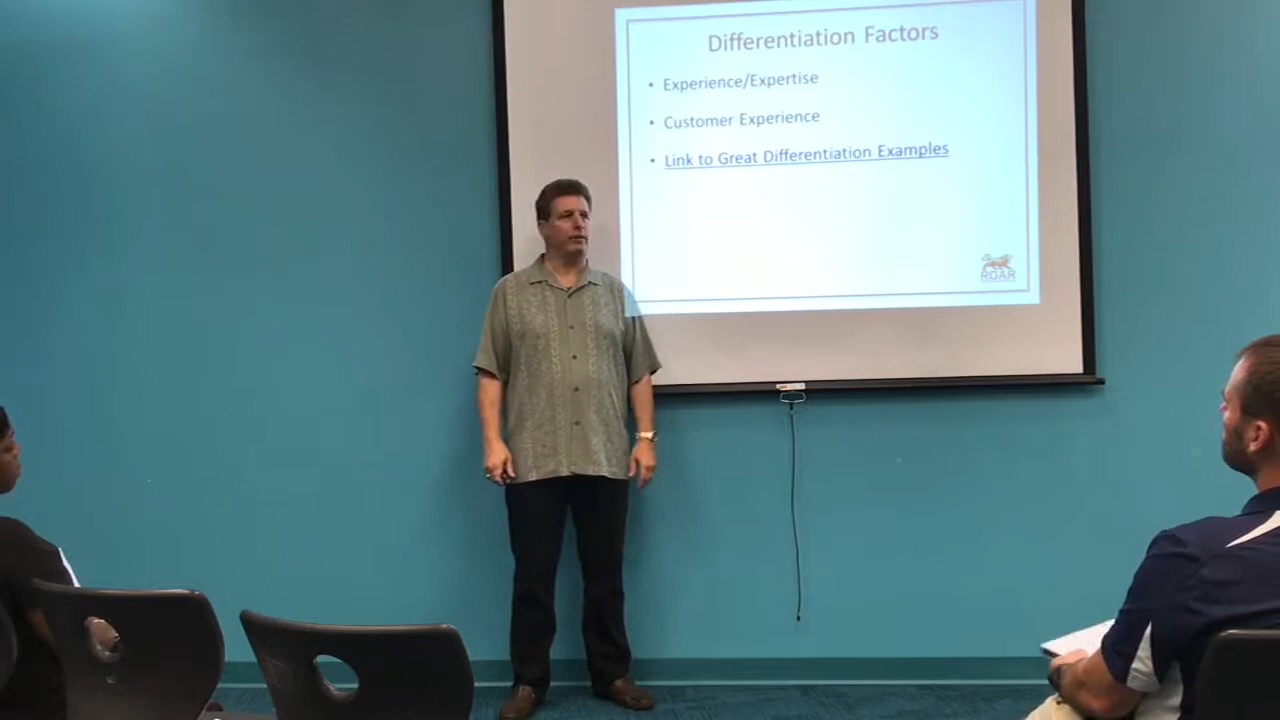 Differentiation Factors
• Experience/Expertise
• Customer Experience
• Link to Great Differentiation Examples
ROAR